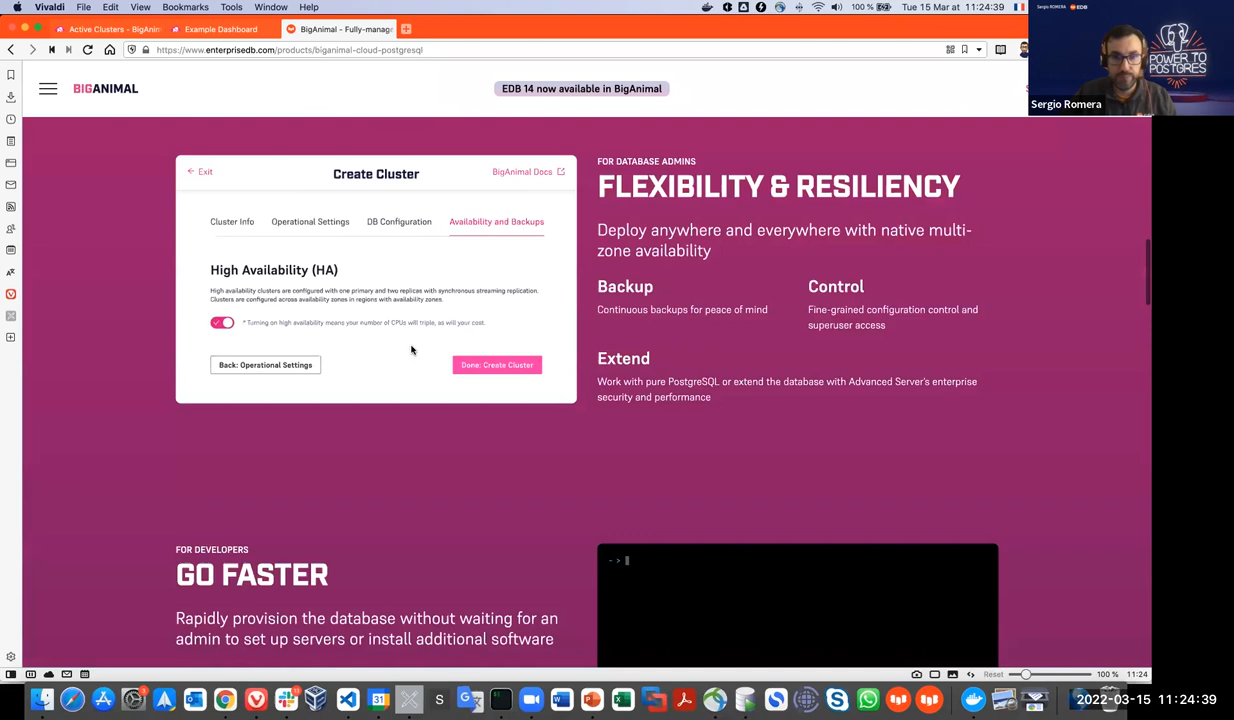 Vivaldi File Edit View Bookmarks Tools Window Help
100 % Tue 15 Mar at 11:24:39
Active Clusters - BigAnim
Example Dashboard
BigAnimal - Fully-manag
https://www.enterprisedb.com/products/biganimal-cloud-postgresql
Sergio ROMERA EDB
POWER TO
POSTGRES
Sergio Romera
BIGANIMAL
EDB 14 now available in BigAnimal
Exit
Create Cluster
BigAnimal Docs
Cluster Info
Operational Settings
DB Configuration
Availability and Backups
High Availability (HA)
High availability clusters are configured with one primary and two replicas with synchronous streaming replication.
Clusters are configured across availability zones in regions with availability zones.
* Turning on high availability means your number of CPUs will triple, as will your cost.
Back: Operational Settings
Done: Create Cluster
FOR DATABASE ADMINS
FLEXIBILITY & RESILIENCY
Deploy anywhere and everywhere with native multi-
zone availability
Backup
Continuous backups for peace of mind
Control
Fine-grained configuration control and
superuser access
Extend
Work with pure PostgreSQL or extend the database with Advanced Server's enterprise
security and performance
FOR DEVELOPERS
GO FASTER
Rapidly provision the database without waiting for an
admin to set up servers or install additional software
- >
Reset 100 % 11:24
2022-03-15 11:24:39